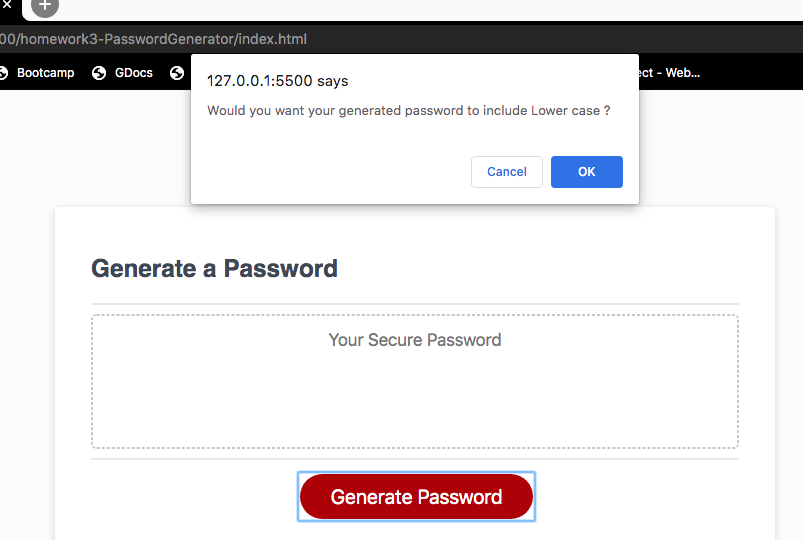 00/homework3-PasswordGenerator/index.html
Bootcamp GDocs ect - Web...
127.0.0.1:5500 says
Would you want your generated password to include Lower case ?
Cancel OK
Generate a Password
Your Secure Password
Generate Password